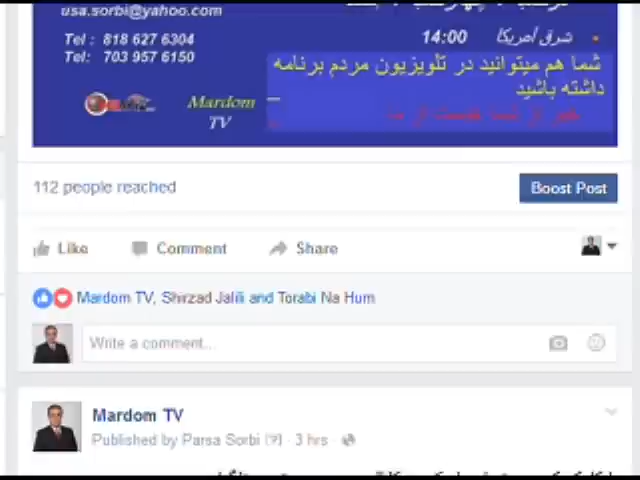 usa.sorbi@yahoo.com
Tel : 818 627 6304
Tel: 703 957 6150
14:00 شرق آمریکا
شما هم میتوانید در تلویزیون مردم برنامه
داشته باشید
Mardom
TV
112 people reached
Boost Post
Like Comment Share
Mardom TV, Shirzad Jalili and Torabi Na Hum
Write a comment...
Mardom TV
Published by Parsa Sorbi [?] · 3 hrs ·